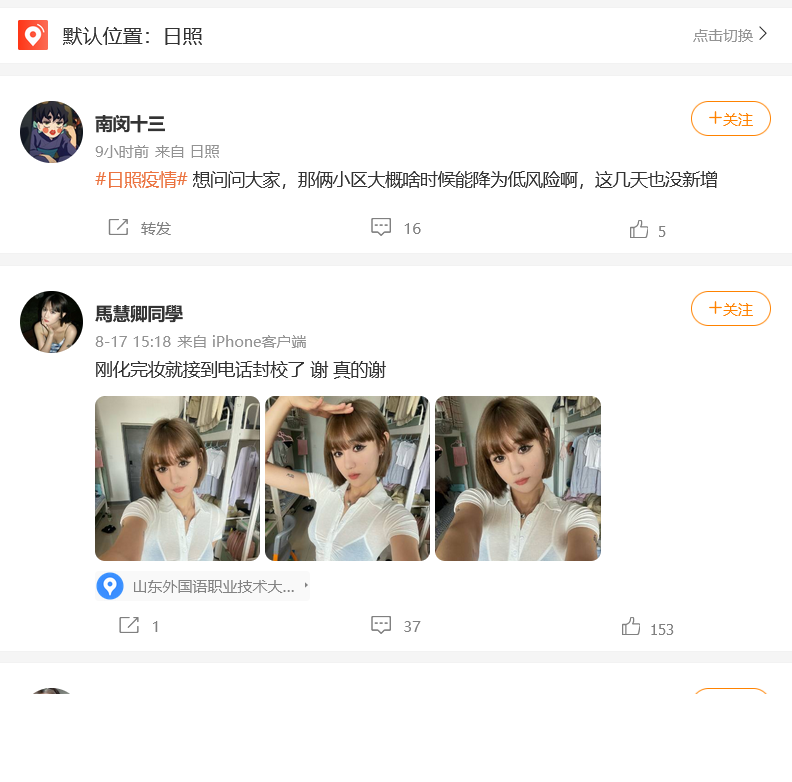 默认位置：日照
点击切换
南闵十三
+关注
9小时前 来自 日照
#日照疫情# 想问问大家，那俩小区大概啥时候能降为低风险啊，这几天也没新增
转发
16
5
馬慧卿同學
+关注
8-17 15:18 来自 iPhone客户端
刚化完妆就接到电话封校了 谢 真的谢
山东外国语职业技术大...
1
37
153